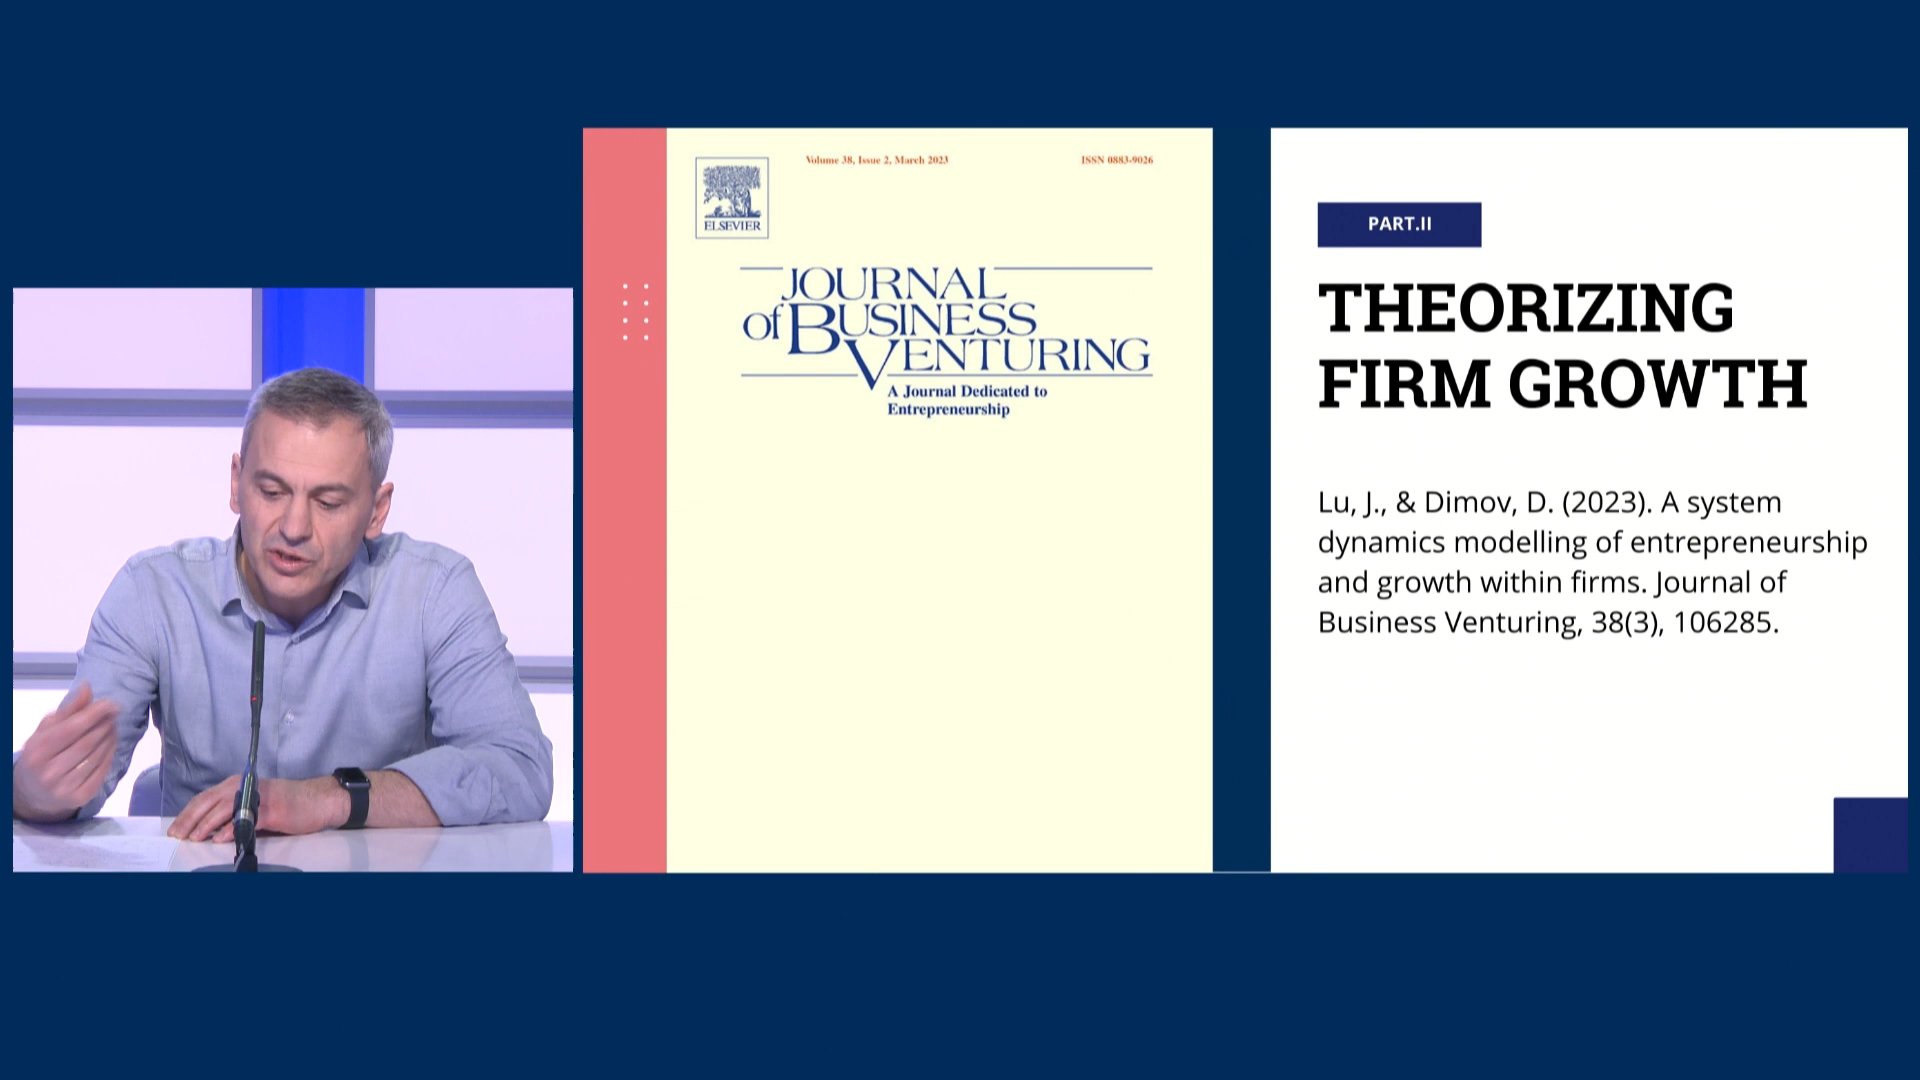 Volume 38, Issue 2, March 2023
ISSN 0883-9026
ELSEVIER
JOURNAL
of BUSINESS
VENTURING
A Journal Dedicated to
Entrepreneurship
PART.II
THEORIZING
FIRM GROWTH
Lu, J., & Dimov, D. (2023). A system
dynamics modelling of entrepreneurship
and growth within firms. Journal of
Business Venturing, 38(3), 106285.